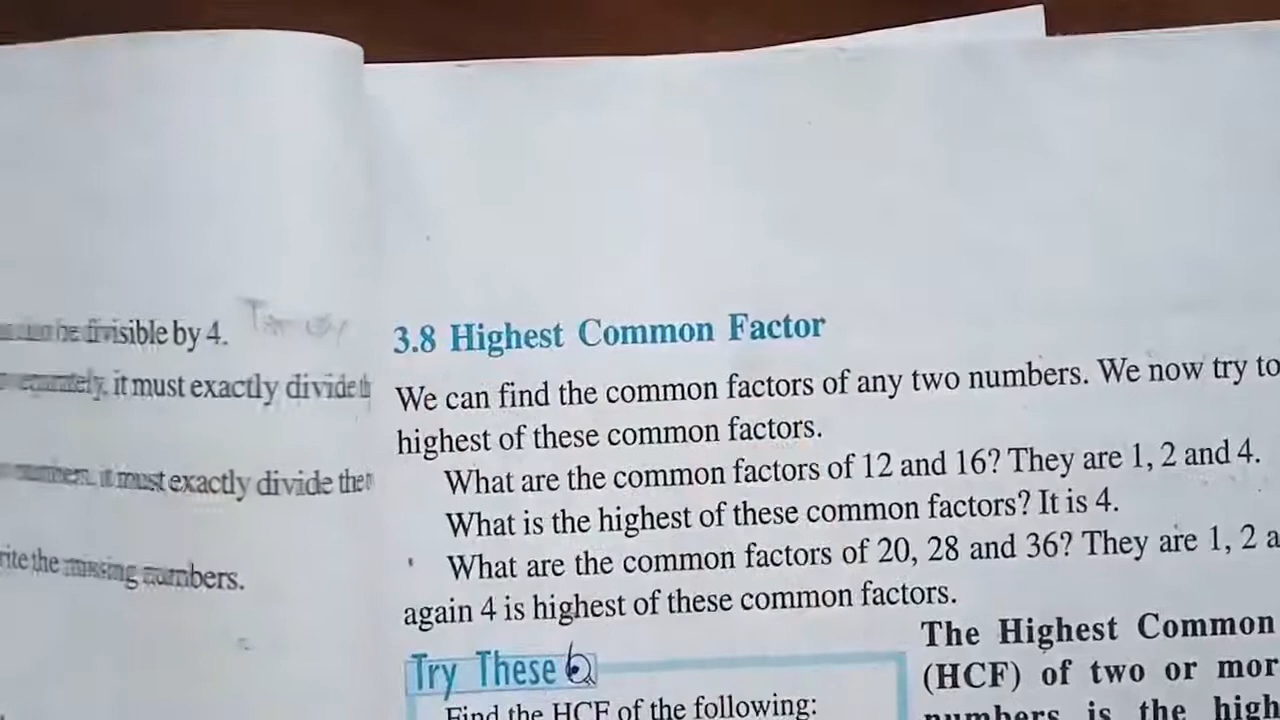 be visible by 4.
it must exactly divide
it must exactly divide
the missing numbers.
3.8 Highest Common Factor
We can find the common factors of any two numbers. We now try to
highest of these common factors.
What are the common factors of 12 and 16? They are 1, 2 and 4.
What is the highest of these common factors? It is 4.
What are the common factors of 20, 28 and 36? They are 1, 2 a
again 4 is highest of these common factors.
Try These
Find the HCF of the following:
The Highest Common
(HCF) of two or mor
numbers is the high